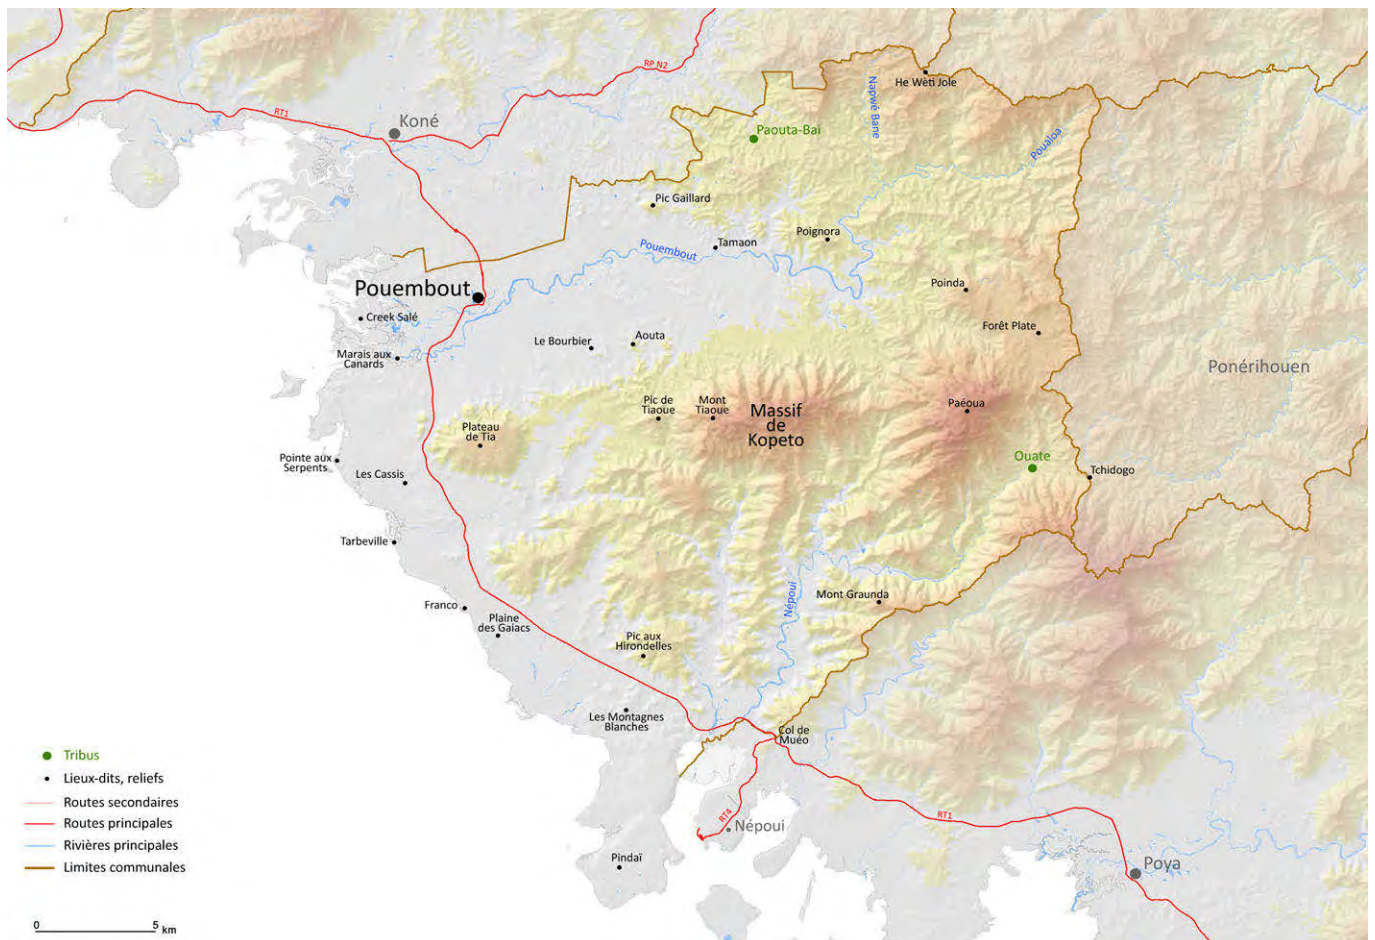 RP N2
He Wèti Jole
Napwé Bane
RT1
Koné
Paouta-Bai
Poualoa
Pic Gaillard
Poignora
Tamaon
Pouembout
Pouembout
Poinda
Creek Salé
Forêt Plate
Aouta
Le Bourbier
Marais aux
Canards
Ponérihouen
Pic de
Tiaoue
Mont
Tiaoue
Massif
de
Kopeto
Paéoua
Plateau
de Tia
Pointe aux
Serpents
Ouate
Tchidogo
Les Cassis
Tarbeville
Népoui
Mont Graunda
Franco
Plaine
des Gaiacs
Pic aux
Hirondelles
Les Montagnes
Blanches
Col de
Muéo
RT4
RT1
Népoui
Pindaï
Poya
Tribus
Lieux-dits, reliefs
Routes secondaires
Routes principales
Rivières principales
Limites communales
0 5 km